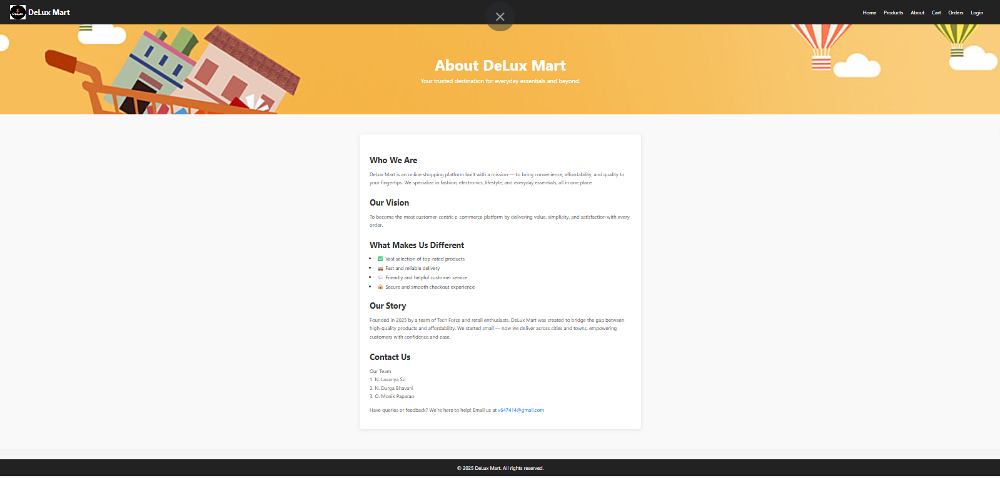 DeLux
DeLux Mart
Home Products About Cart Orders Login
About DeLux Mart
Your trusted destination for everyday essentials and beyond.
Who We Are
DeLux Mart is an online shopping platform built with a mission — to bring convenience, affordability, and quality to
your fingertips. We specialize in fashion, electronics, lifestyle, and everyday essentials, all in one place.
Our Vision
To become the most customer-centric e-commerce platform by delivering value, simplicity, and satisfaction with every
order.
What Makes Us Different
• ✅ Vast selection of top-rated products
• 🚚 Fast and reliable delivery
• 💬 Friendly and helpful customer service
• 🔒 Secure and smooth checkout experience
Our Story
Founded in 2025 by a team of Tech Force and retail enthusiasts, DeLux Mart was created to bridge the gap between
high-quality products and affordability. We started small — now we deliver across cities and towns, empowering
customers with confidence and ease.
Contact Us
Our Team
1. N. Lavanya Sri
2. N. Durga Bhavani
3. O. Monik Paparao
Have queries or feedback? We're here to help! Email us at v647414@gmail.com
© 2025 DeLux Mart. All rights reserved.